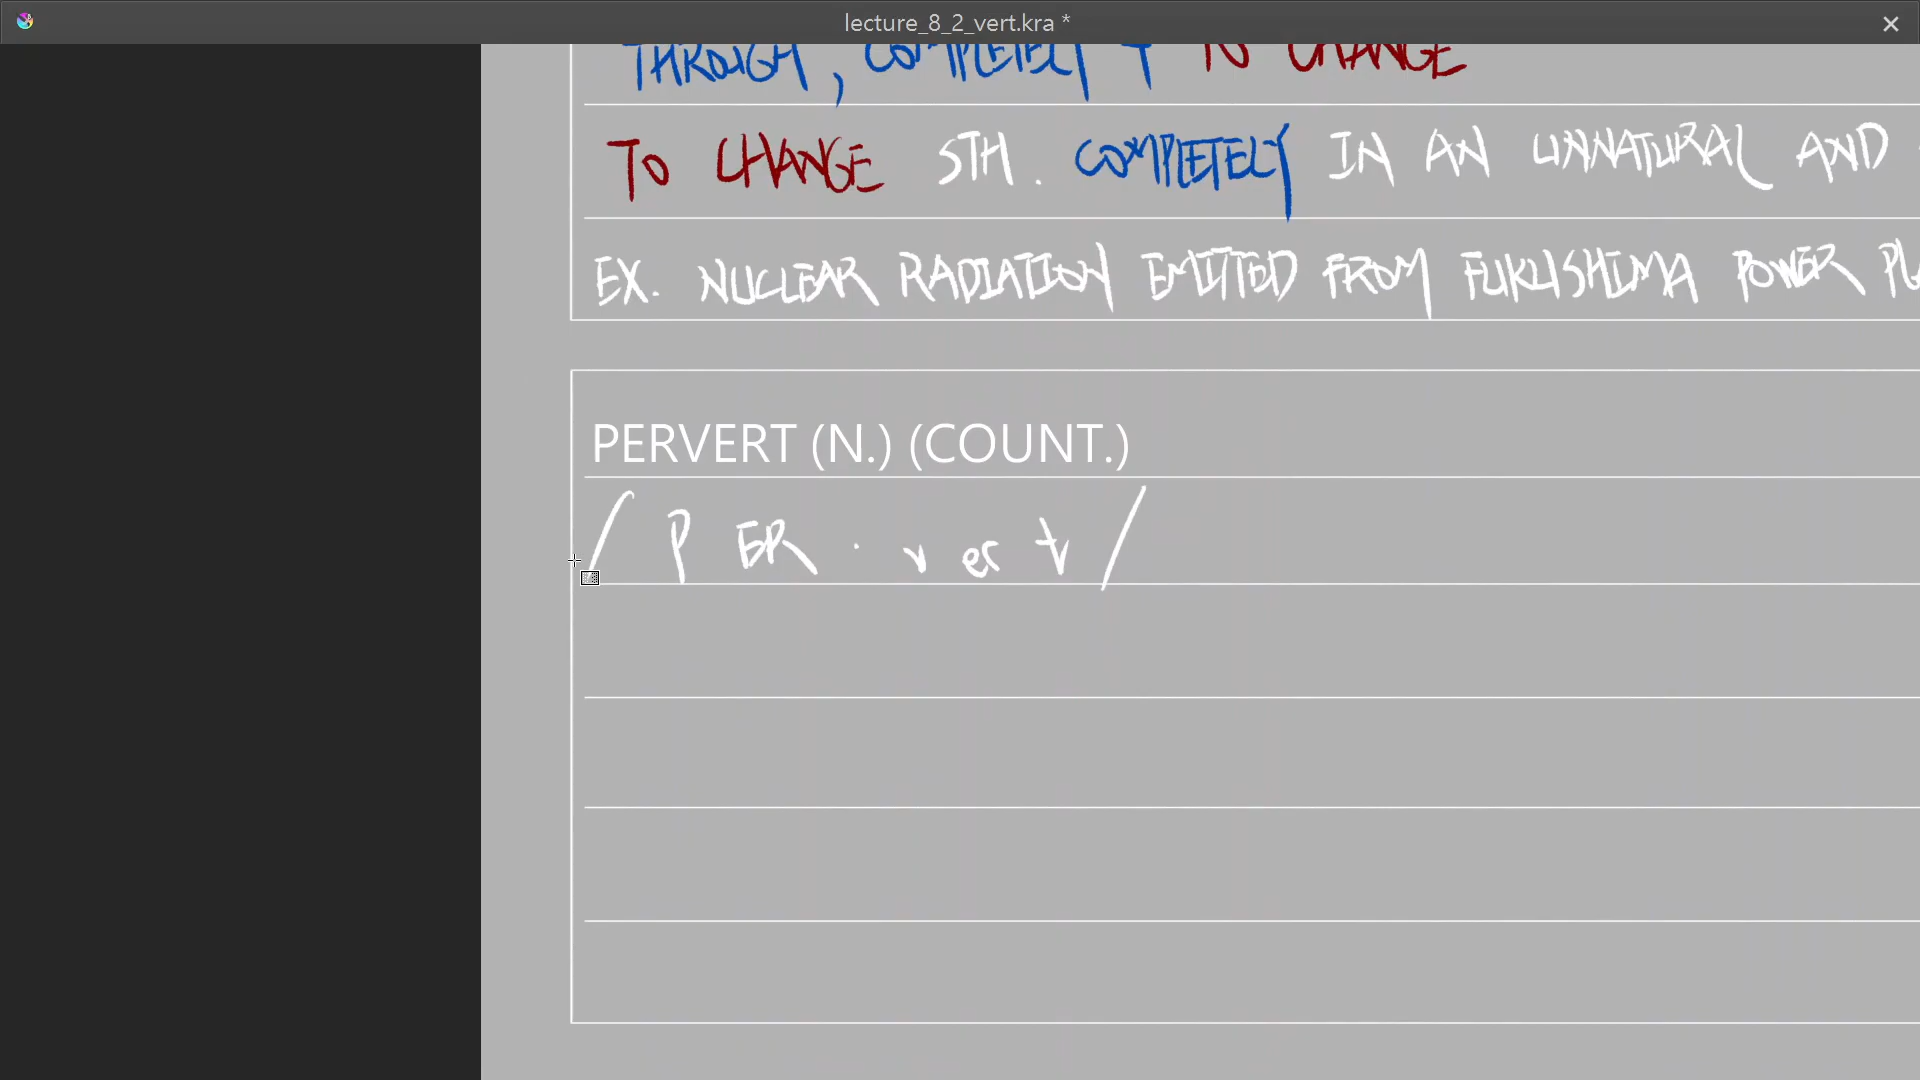 lecture_8_2_vert.kra *
THROUGH, COMPLETELY + TO CHANGE
TO CHANGE STH. COMPLETELY IN AN UNNATURAL AND
EX. NUCLEAR RADIATION EMITTED FROM FUKUSHIMA POWER PL
PERVERT (N.) (COUNT.)
/ P ER · v er t /